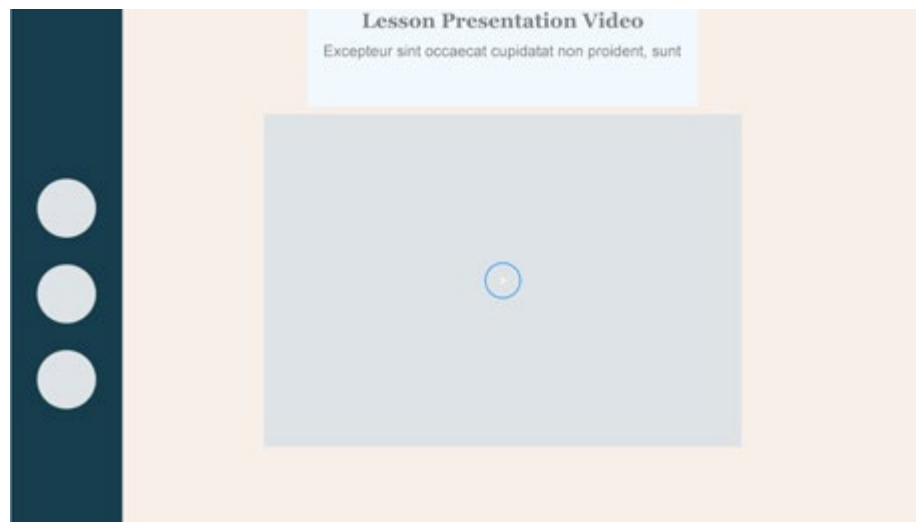 Lesson Presentation Video
Excepteur sint occaecat cupidatat non proident, sunt